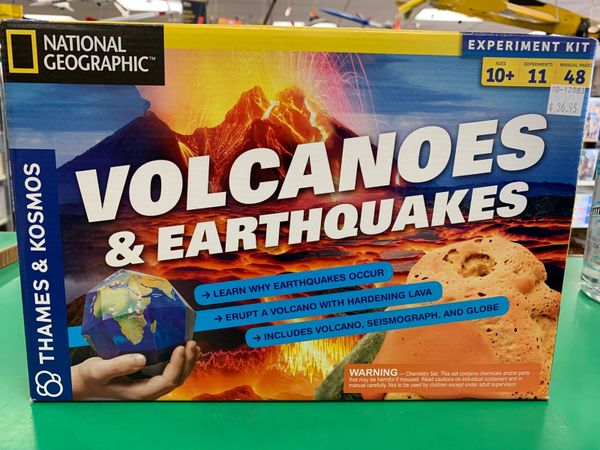 NATIONAL
GEOGRAPHIC™
EXPERIMENT KIT
AGES
10+
EXPERIMENTS
11
MANUAL PAGES
48
10-12083
$36.95
VOLCANOES
& EARTHQUAKES
THAMES & KOSMOS
→ LEARN WHY EARTHQUAKES OCCUR
→ ERUPT A VOLCANO WITH HARDENING LAVA
→ INCLUDES VOLCANO, SEISMOGRAPH, AND GLOBE
WARNING — Chemistry Set. This set contains chemicals and/or parts
that may be harmful if misused. Read cautions on individual containers and in
manual carefully. Not to be used by children except under adult supervision.